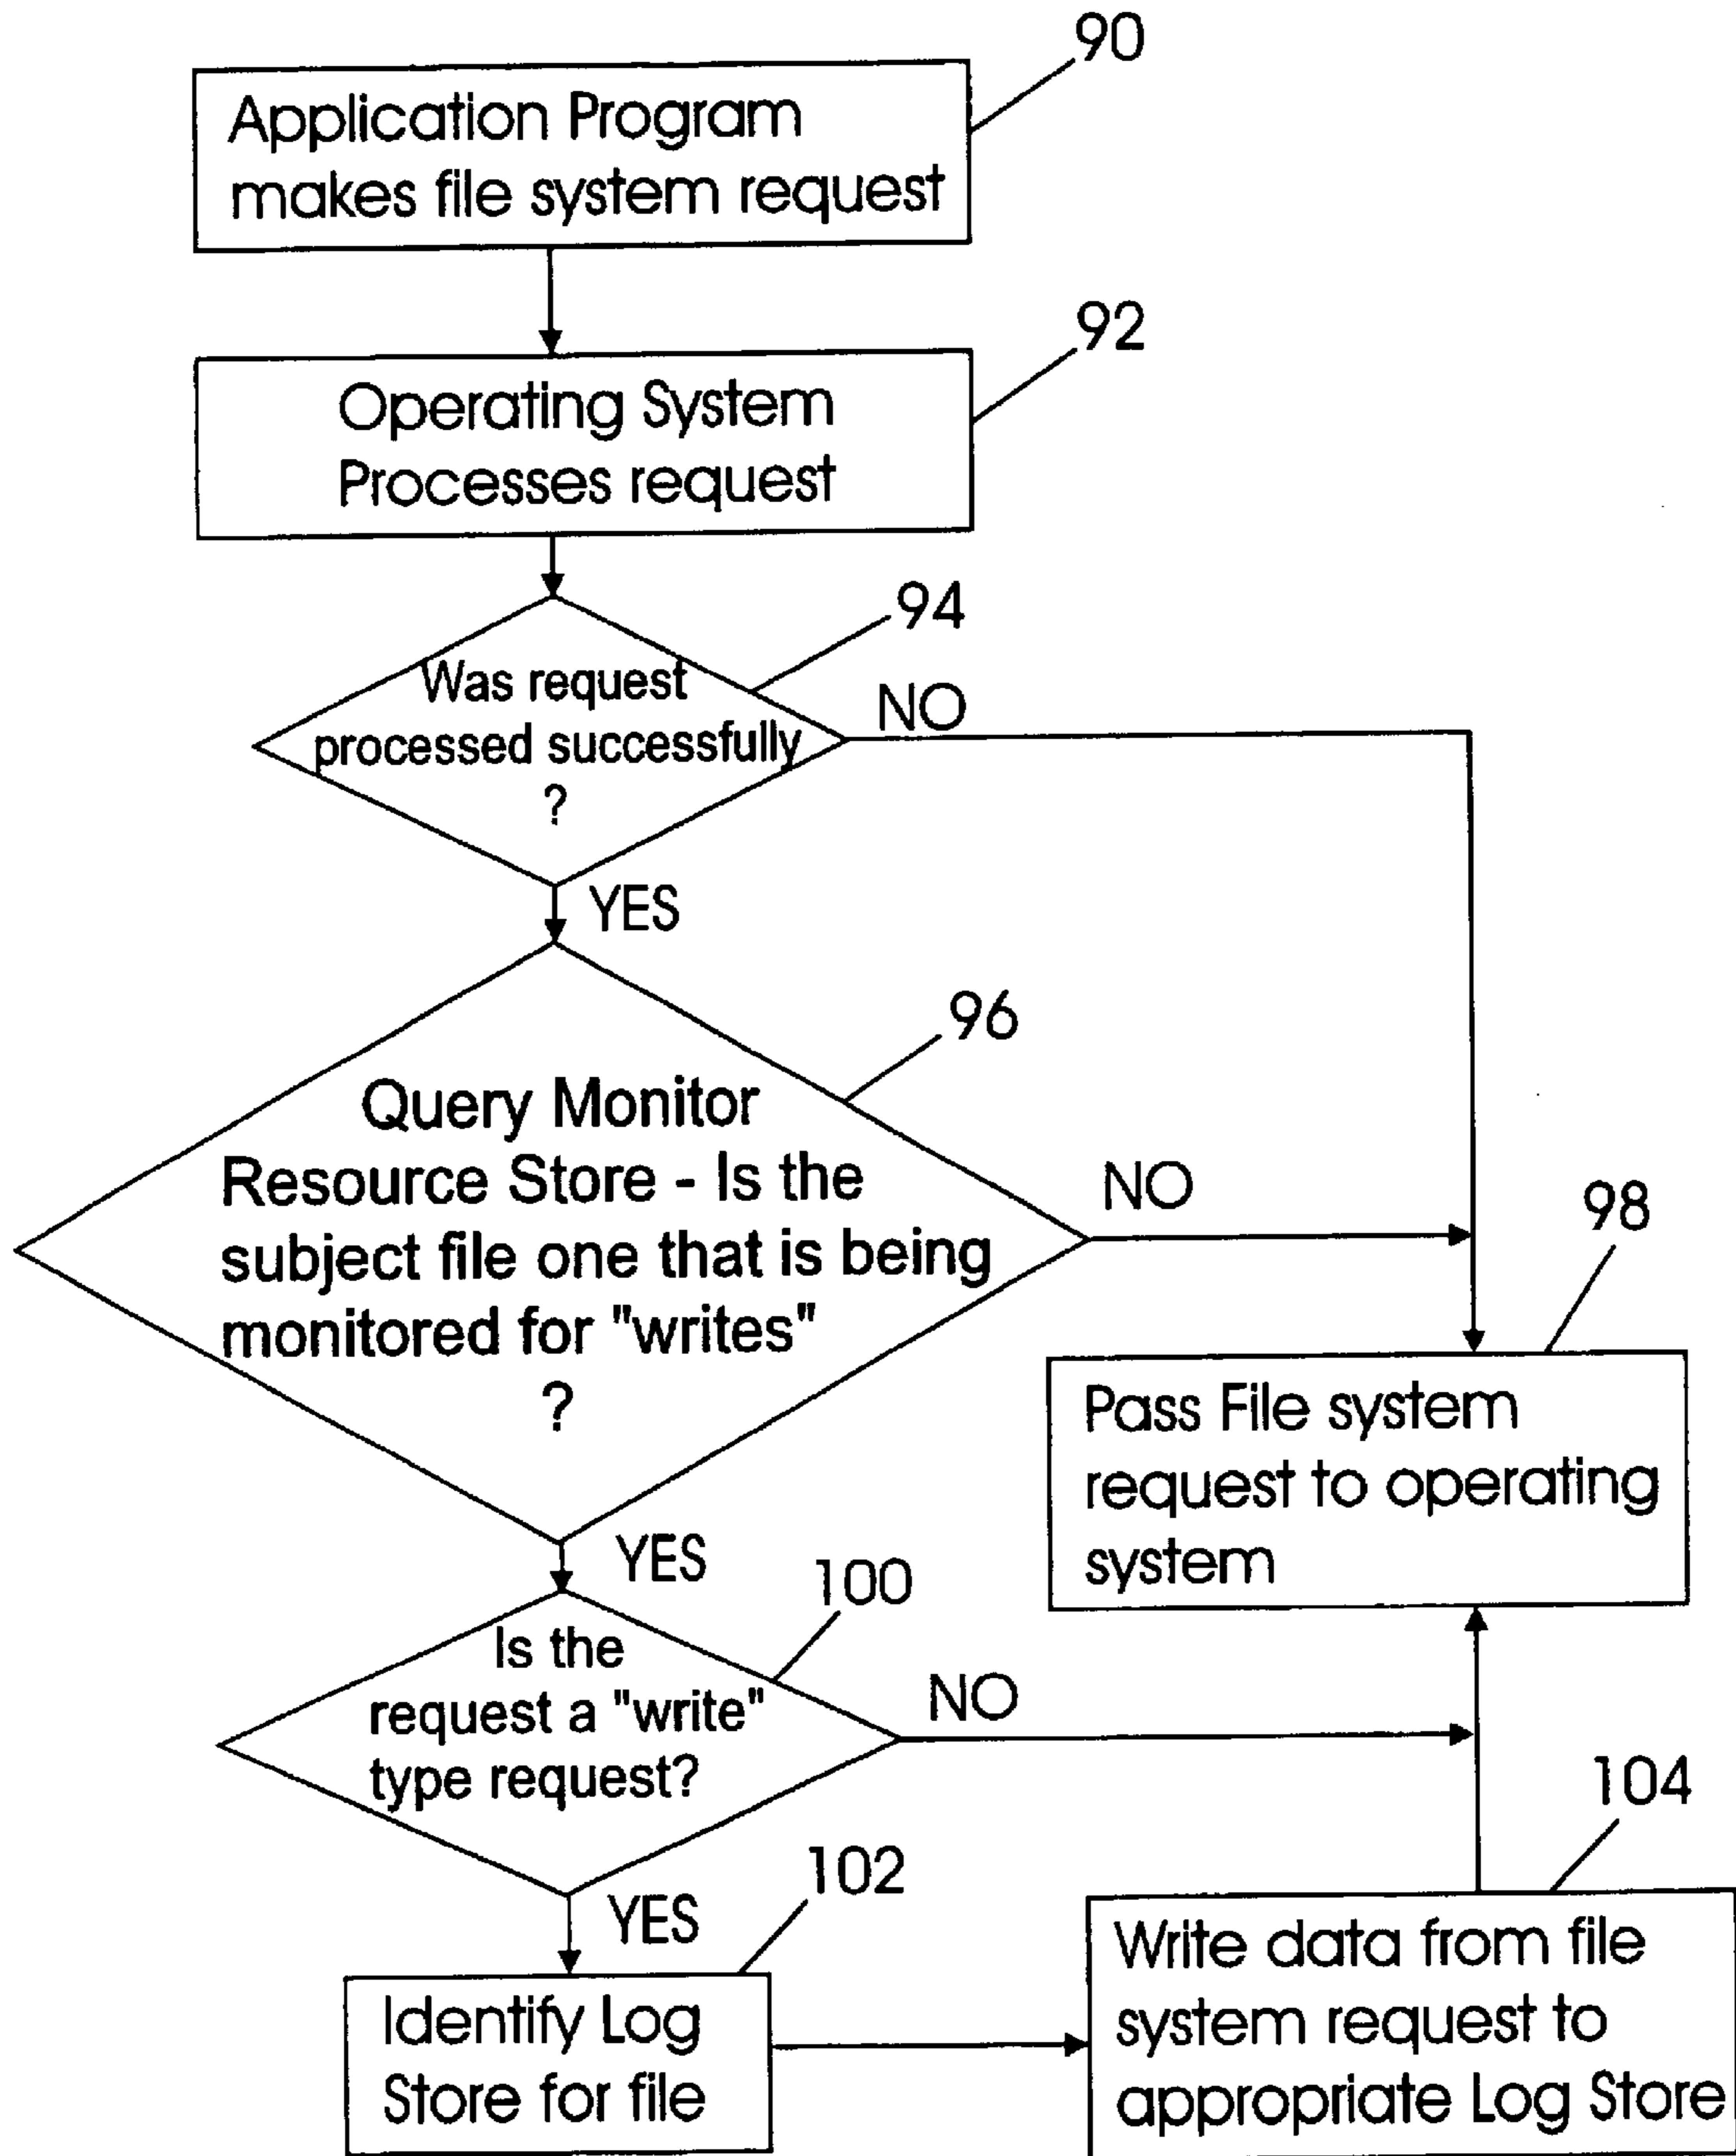 90
Application Program
makes file system request
92
Operating System
Processes request
94
Was request
processed successfully
?
NO
YES
96
Query Monitor
Resource Store - Is the
subject file one that is being
monitored for "writes"
?
NO
98
Pass File system
request to operating
system
YES
100
Is the
request a "write"
type request?
NO
104
102
YES
Identify Log
Store for file
Write data from file
system request to
appropriate Log Store